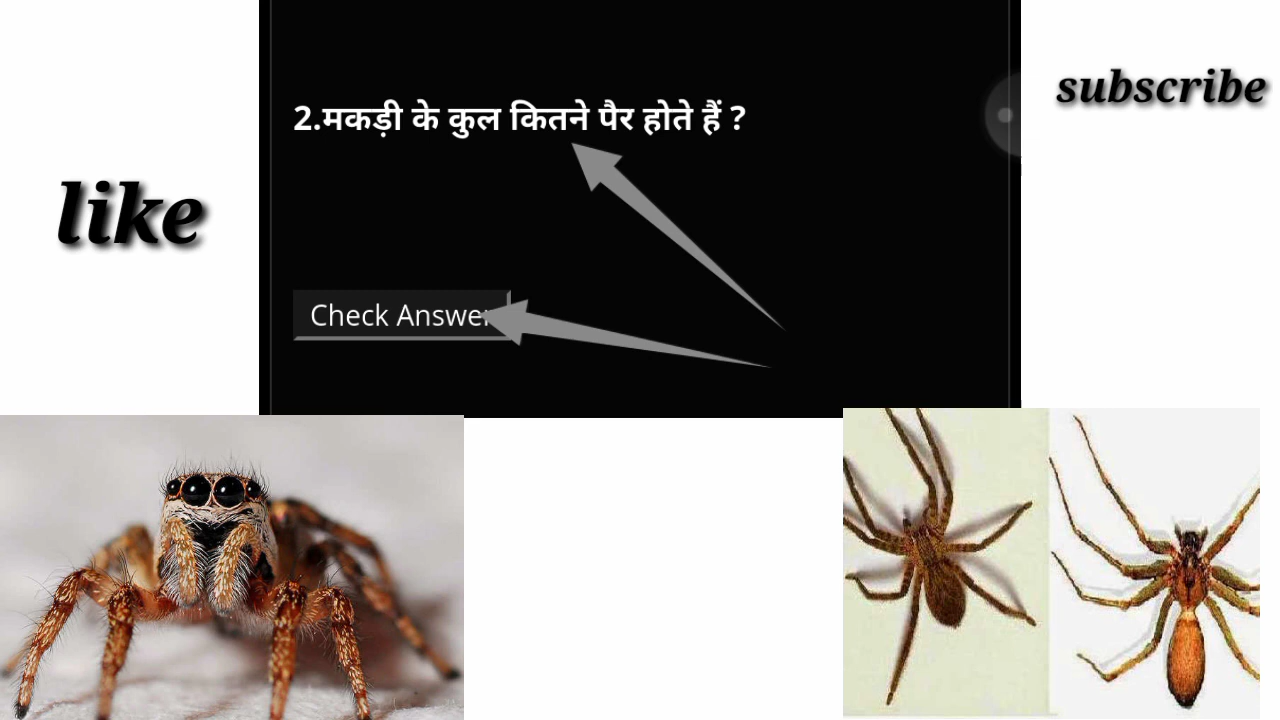 subscribe
2.मकड़ी के कुल कितने पैर होते हैं ?
like
Check Answer